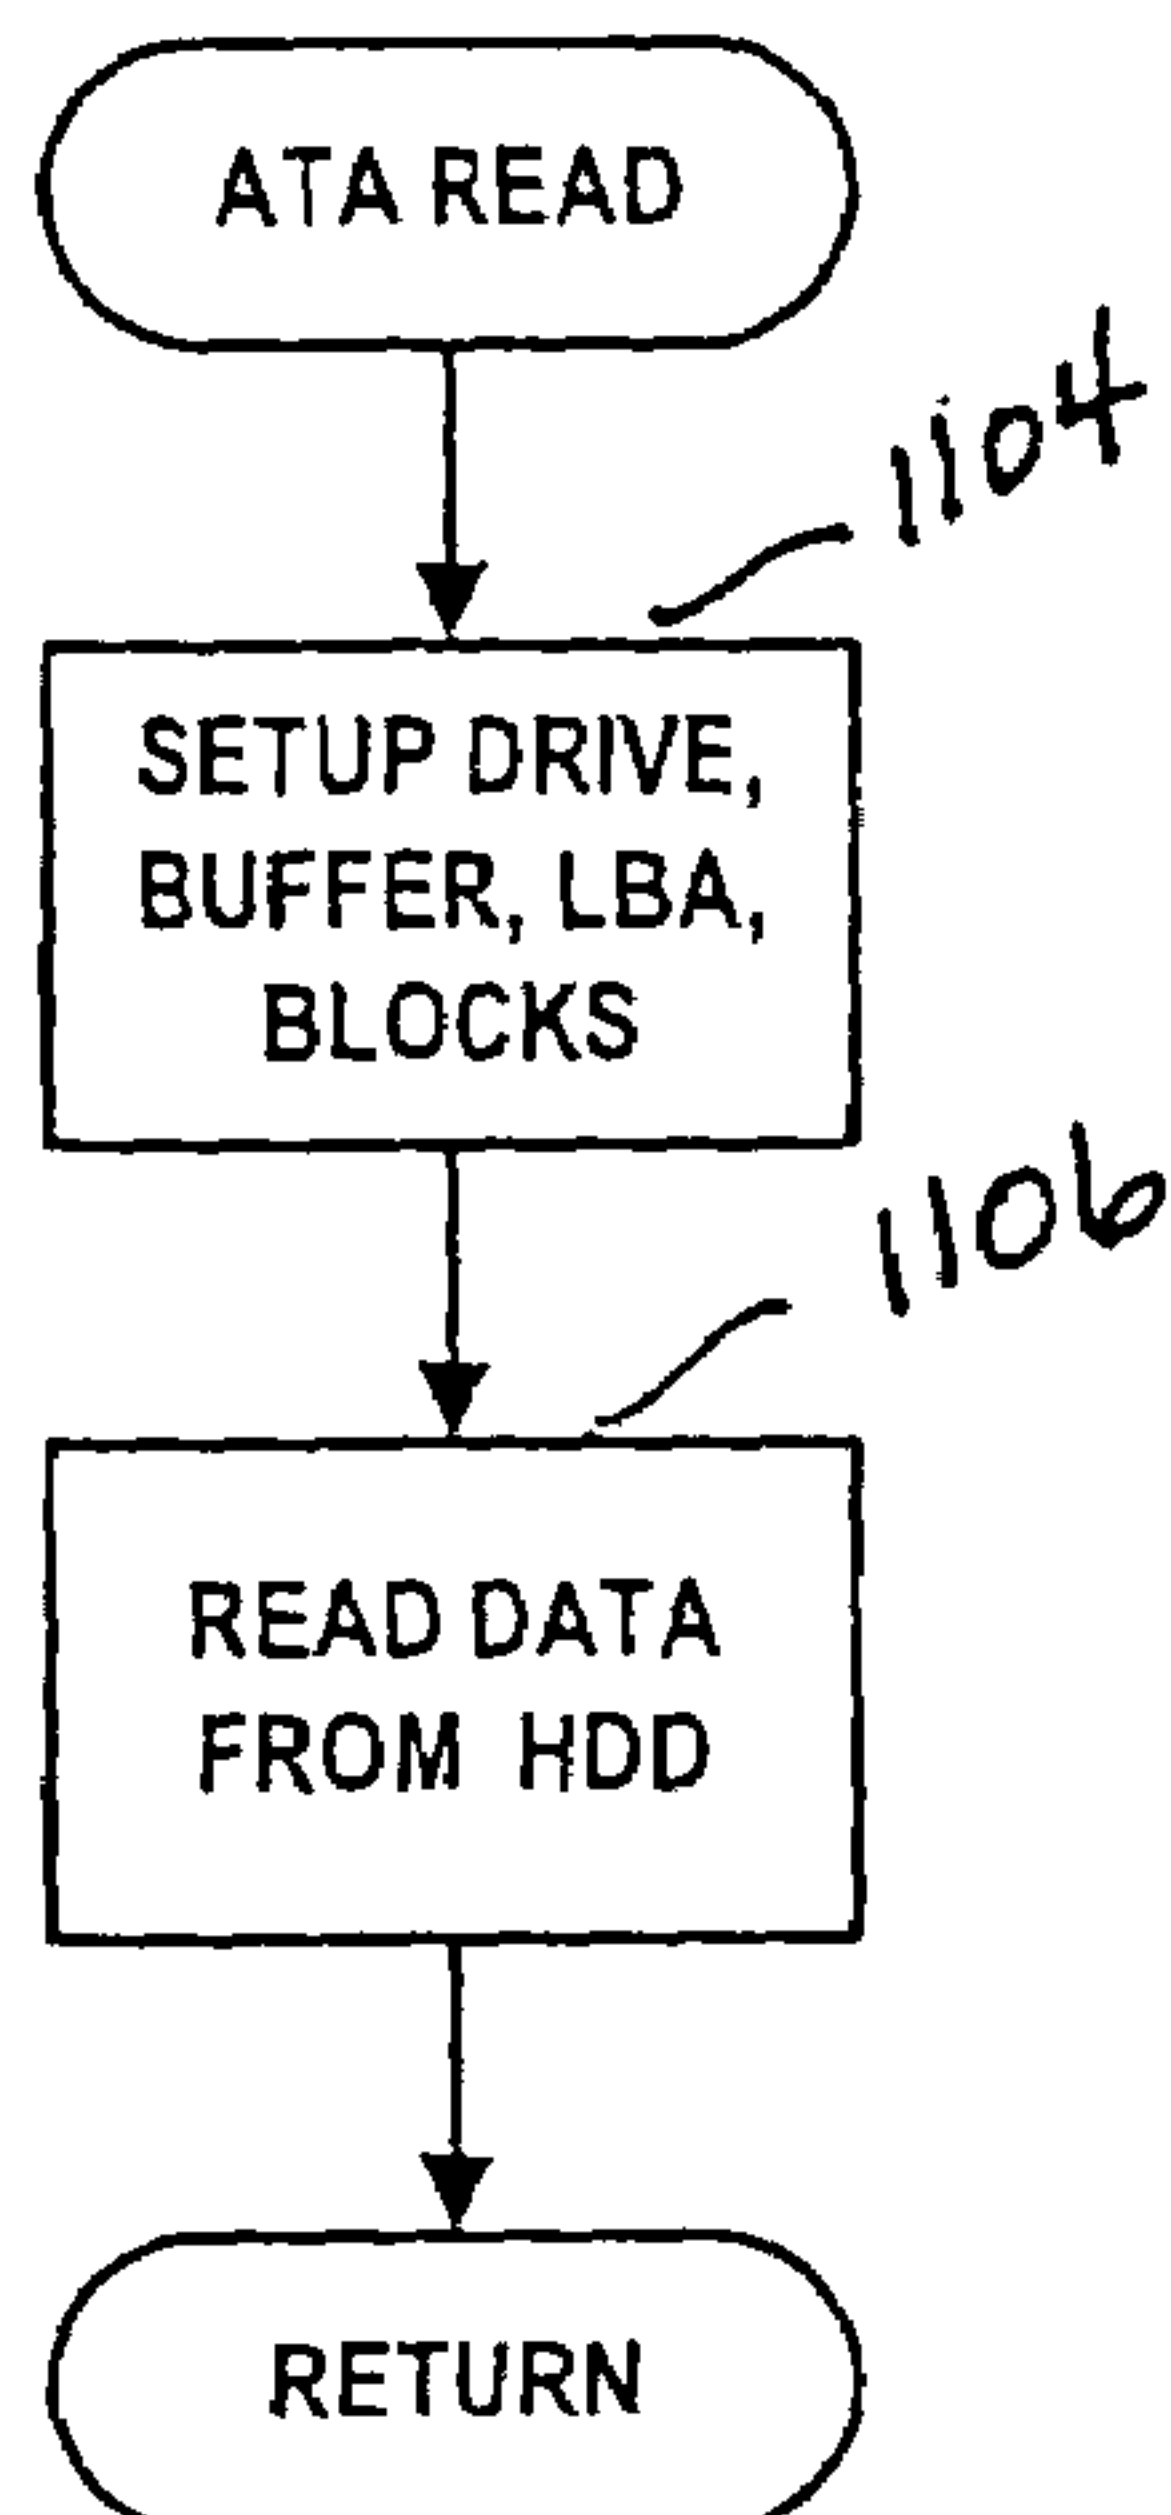 ATA READ
1104
SETUP DRIVE,
BUFFER, LBA,
BLOCKS
1106
READ DATA
FROM HDD
RETURN